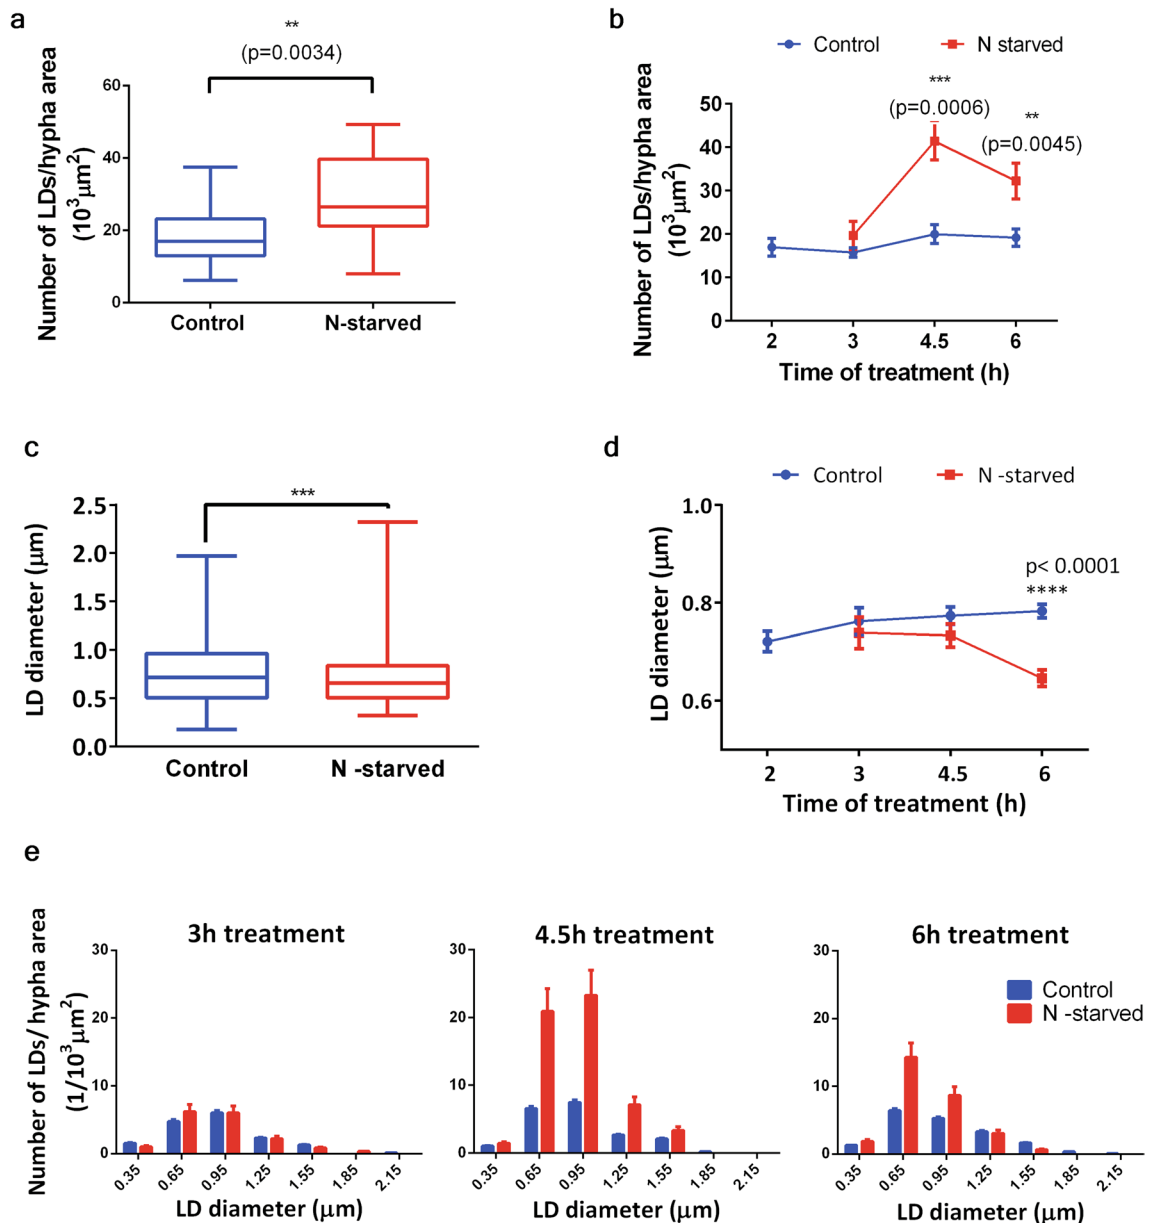 a
**
(p=0.0034)
Number of LDs/hypha area
(10³μm²)
60
40
20
0
Control
N-starved
b
Control
N starved
***
(p=0.0006)
**
(p=0.0045)
Number of LDs/hypha area
(10³μm²)
50
40
30
20
10
0
2
3
4.5
6
Time of treatment (h)
c
***
LD diameter (μm)
2.5
2.0
1.5
1.0
0.5
0.0
Control
N -starved
d
Control
N -starved
p< 0.0001
****
LD diameter (μm)
1.0
0.8
0.6
2
3
4.5
6
Time of treatment (h)
e
Number of LDs/ hypha area
(1/10³μm²)
3h treatment
30
20
10
0
0.35
0.65
0.95
1.25
1.55
1.85
2.15
LD diameter (μm)
4.5h treatment
30
20
10
0
0.35
0.65
0.95
1.25
1.55
1.85
2.15
LD diameter (μm)
6h treatment
Control
N -starved
30
20
10
0
0.35
0.65
0.95
1.25
1.55
1.85
2.15
LD diameter (μm)